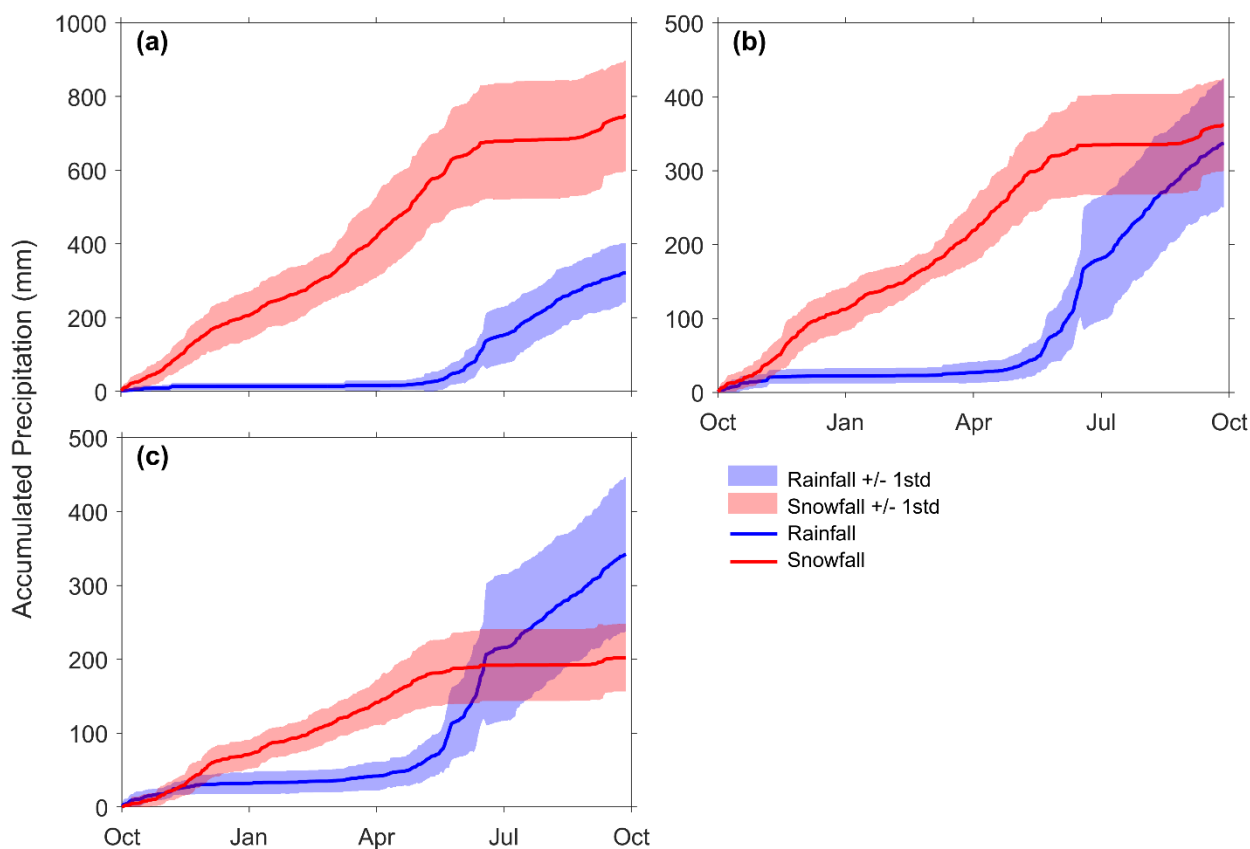 (a)
1000
800
600
400
200
0
(b)
500
400
300
200
100
0
Oct Jan Apr Jul Oct
(c)
500
400
300
200
100
0
Oct Jan Apr Jul Oct
Accumulated Precipitation (mm)
Rainfall +/- 1std
Snowfall +/- 1std
Rainfall
Snowfall